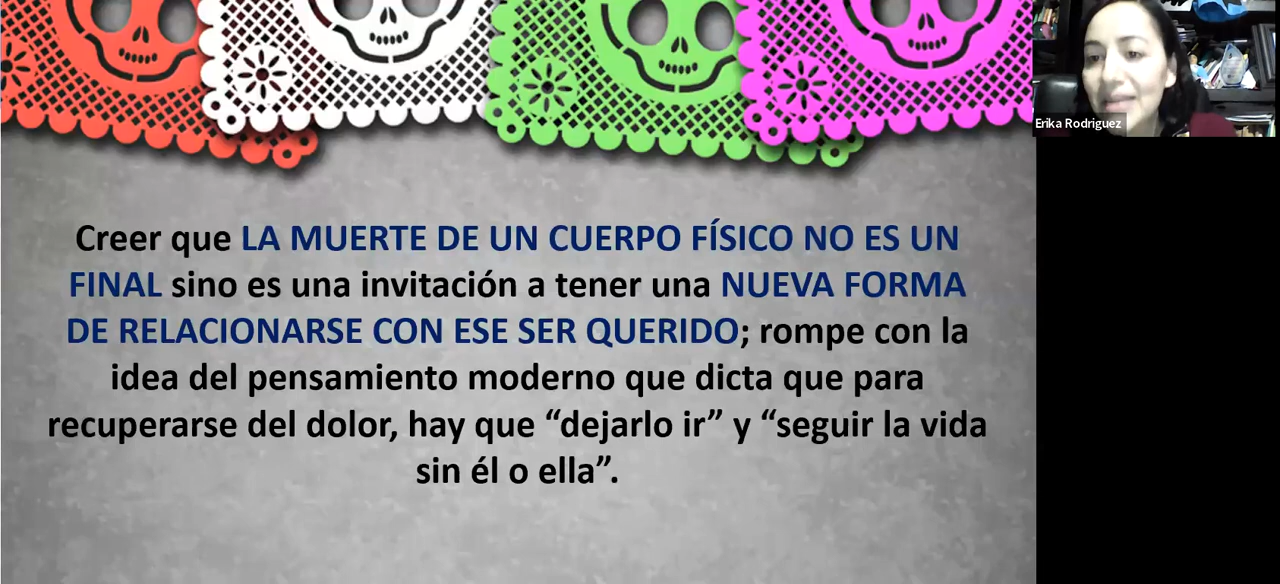 Creer que LA MUERTE DE UN CUERPO FÍSICO NO ES UN
FINAL sino es una invitación a tener una NUEVA FORMA
DE RELACIONARSE CON ESE SER QUERIDO; rompe con la
idea del pensamiento moderno que dicta que para
recuperarse del dolor, hay que “dejarlo ir” y “seguir la vida
sin él o ella”.
Erika Rodriguez